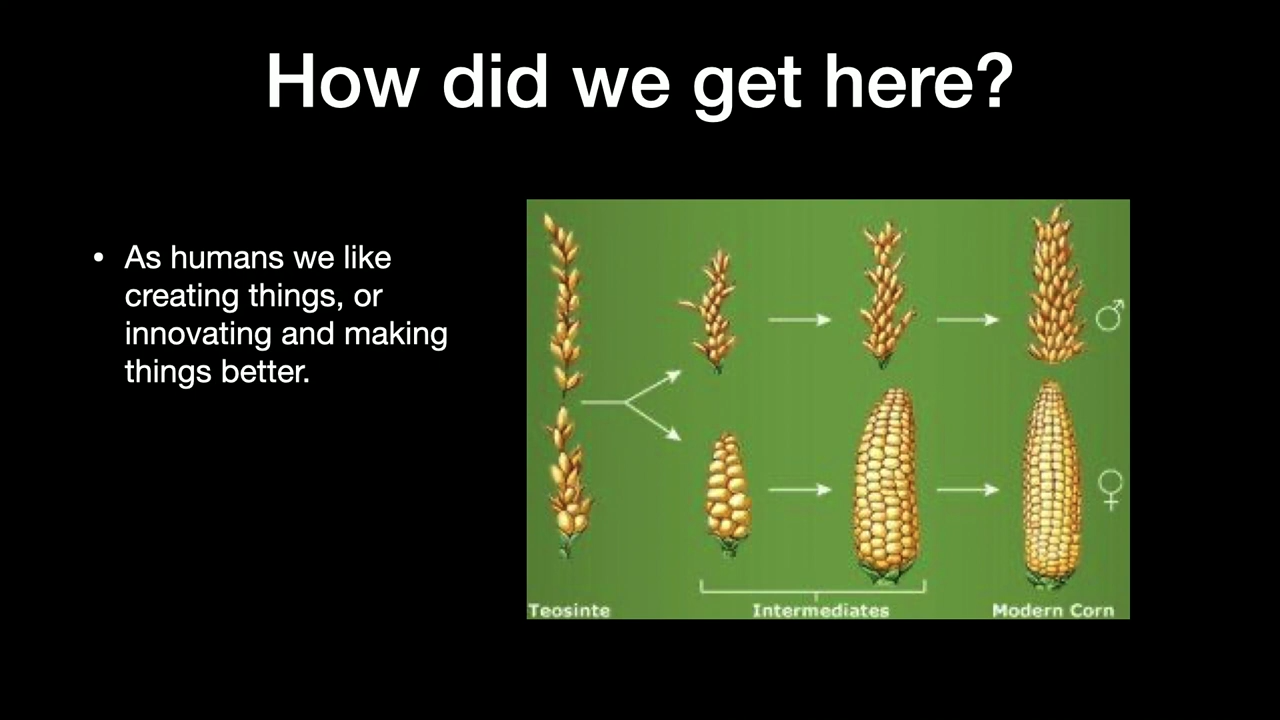 How did we get here?
• As humans we like
creating things, or
innovating and making
things better.
♂
♀
Teosinte
Intermediates
Modern Corn